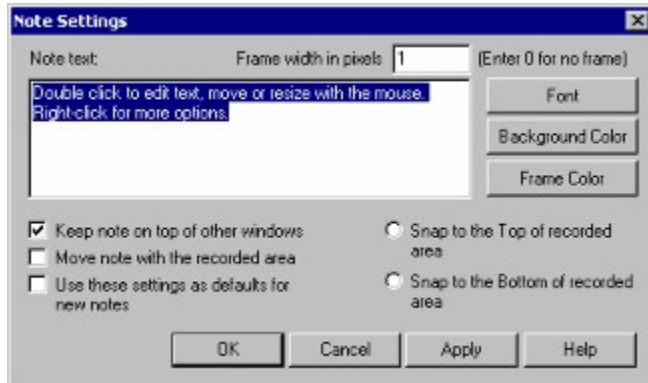 Note Settings
Note text: Frame width in pixels 1 (Enter 0 for no frame)
Double click to edit text, move or resize with the mouse.
Right-click for more options.
Font
Background Color
Frame Color
Keep note on top of other windows
Move note with the recorded area
Use these settings as defaults for
new notes
Snap to the Top of recorded
area
Snap to the Bottom of recorded
area
OK Cancel Apply Help